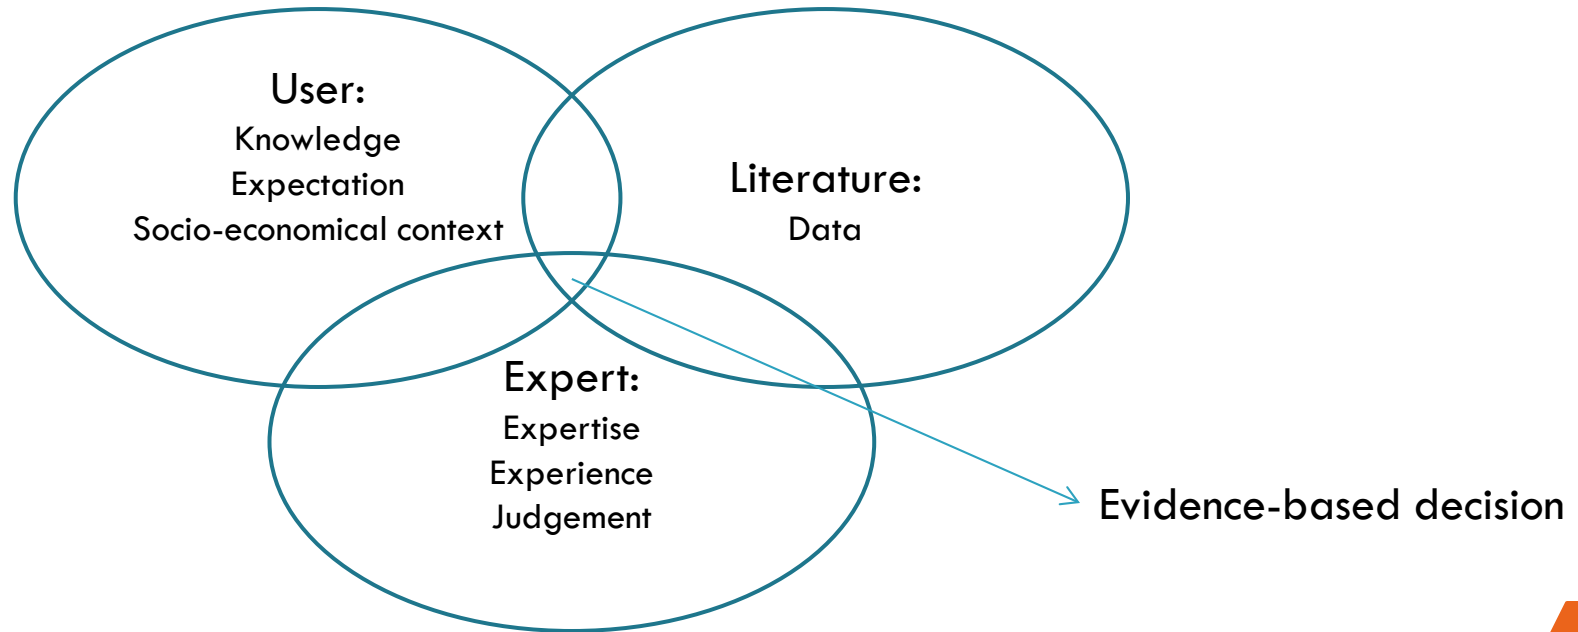 User:
Knowledge
Expectation
Socio-economical context
Literature:
Data
Expert:
Expertise
Experience
Judgement
Evidence-based decision